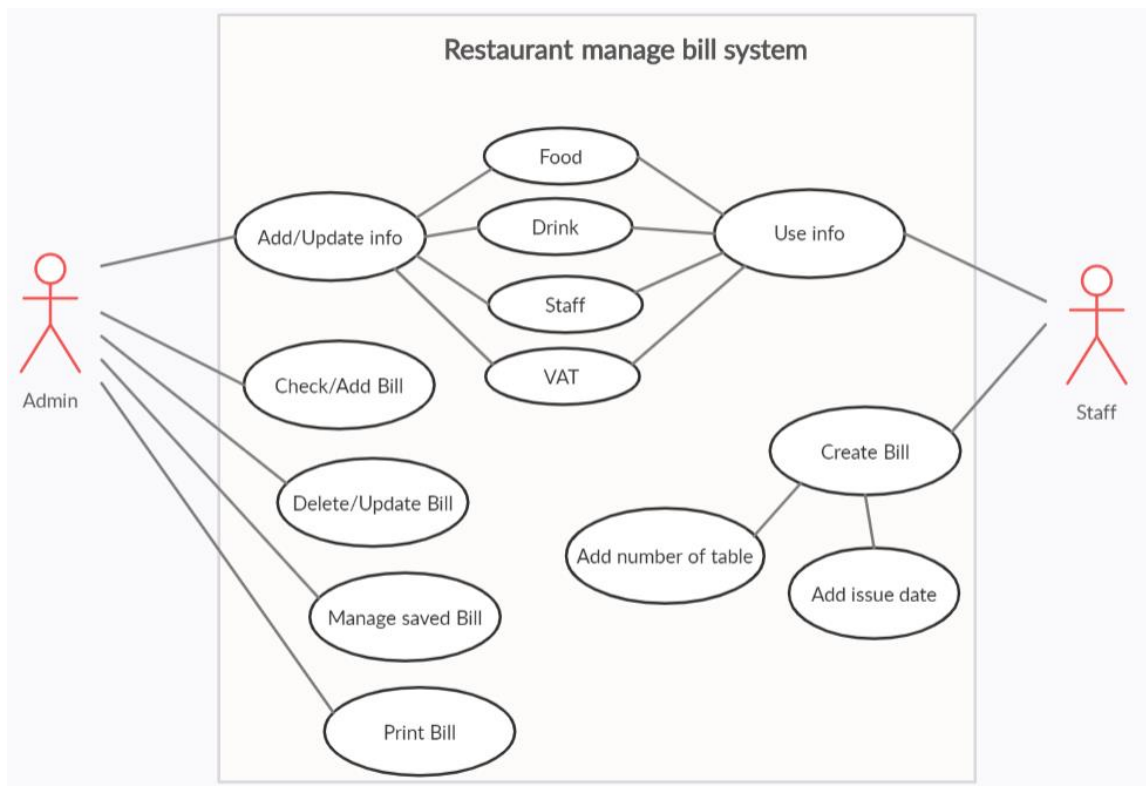 Restaurant manage bill system
Food
Add/Update info
Drink
Use info
Staff
VAT
Admin
Check/Add Bill
Staff
Create Bill
Delete/Update Bill
Add number of table
Add issue date
Manage saved Bill
Print Bill